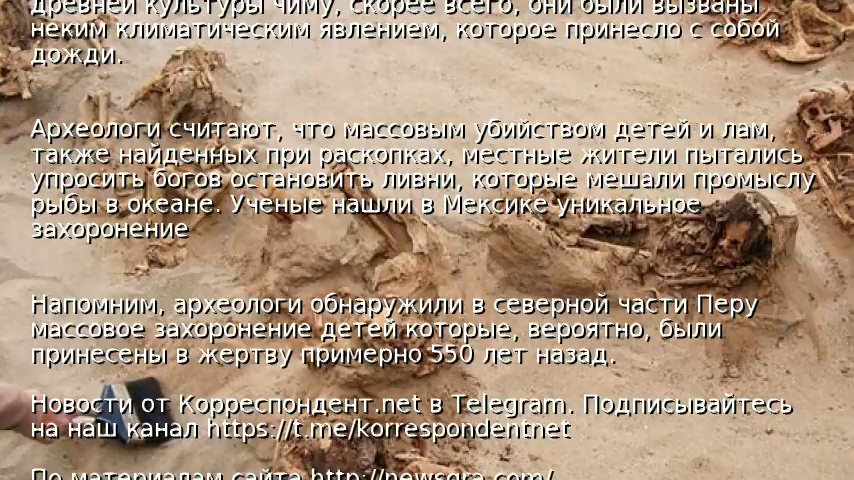 древней культуры чиму, скорее всего, они были вызваны
неким климатическим явлением, которое принесло с собой
дожди.
Археологи считают, что массовым убийством детей и лам,
также найденных при раскопках, местные жители пытались
упросить богов остановить ливни, которые мешали промыслу
рыбы в океане. Ученые нашли в Мексике уникальное
захоронение
Напомним, археологи обнаружили в северной части Перу
массовое захоронение детей которые, вероятно, были
принесены в жертву примерно 550 лет назад.
Новости от Корреспондент.net в Telegram. Подписывайтесь
на наш канал https://t.me/korrespondentnet
По материалам сайта http://newsgra.com/